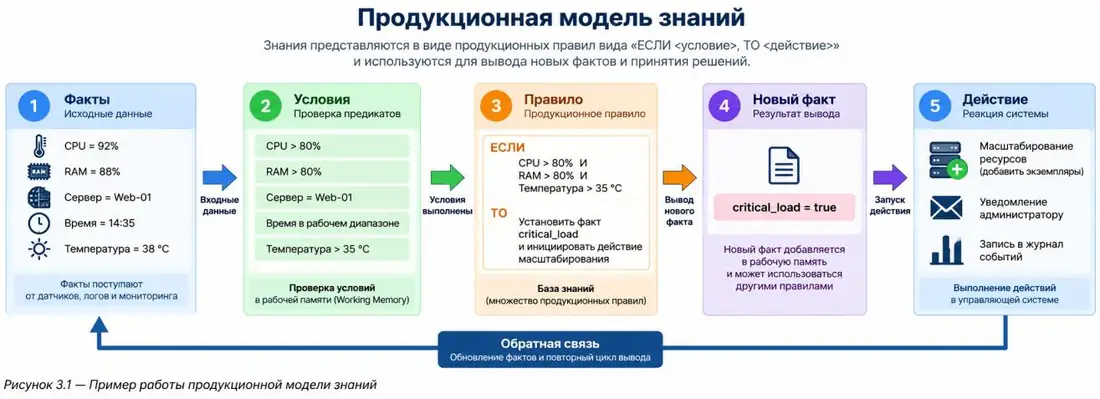 Продукционная модель знаний
Знания представляются в виде продукционных правил вида «ЕСЛИ <условие>, ТО <действие>»
и используются для вывода новых фактов и принятия решений.
1 Факты
Исходные данные
CPU = 92%
RAM
RAM = 88%
Сервер = Web-01
Время = 14:35
Температура = 38 °C
Факты поступают
от датчиков, логов и мониторинга
Входные
данные
2 Условия
Проверка предикатов
CPU > 80%
RAM > 80%
Сервер = Web-01
Время в рабочем диапазоне
Температура > 35 °C
Проверка условий
в рабочей памяти (Working Memory)
Условия
выполнены
3 Правило
Продукционное правило
ЕСЛИ
CPU > 80% И
RAM > 80% И
Температура > 35 °C
ТО
Установить факт
critical_load
и инициировать действие
масштабирования
База знаний
(множество продукционных правил)
Вывод
нового
факта
4 Новый факт
Результат вывода
critical_load = true
Новый факт добавляется
в рабочую память
и может использоваться
другими правилами
Запуск
действия
5 Действие
Реакция системы
Масштабирование
ресурсов
(добавить экземпляры)
Уведомление
администратору
Запись в журнал
событий
Выполнение действий
в управляющей системе
Обратная связь
Обновление фактов и повторный цикл вывода
Рисунок 3.1 — Пример работы продукционной модели знаний